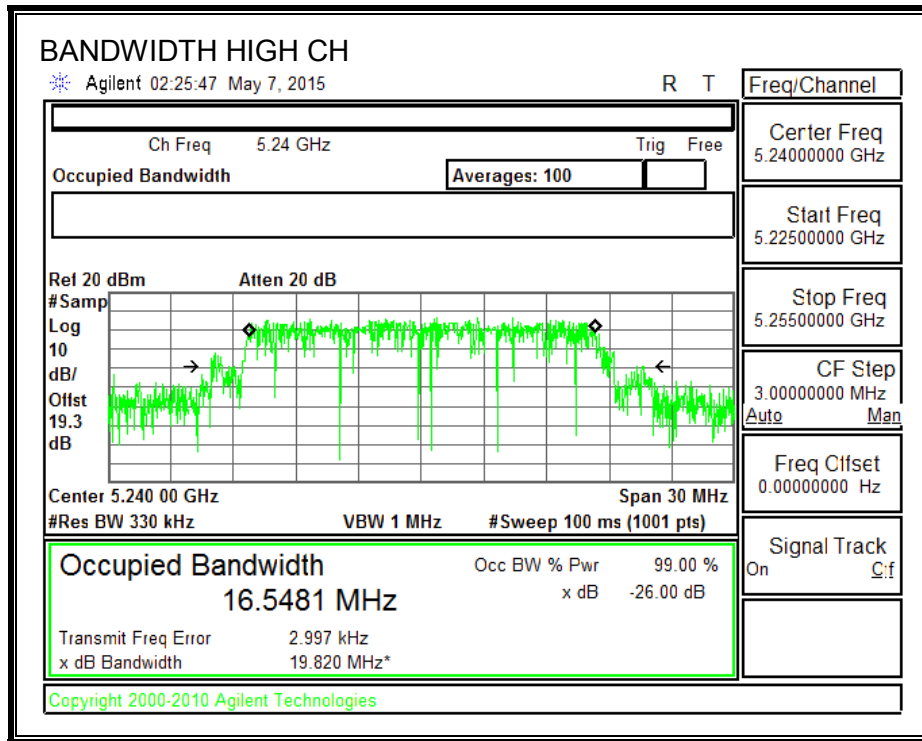 BANDWIDTH HIGH CH
Agilent 02:25:47 May 7, 2015 R T
Freq/Channel
Ch Freq 5.24 GHz Trig Free
Occupied Bandwidth Averages: 100
Center Freq
5.24000000 GHz
Start Freq
5.22500000 GHz
Stop Freq
5.25500000 GHz
CF Step
3.00000000 MHz
Auto Man
Freq Offset
0.00000000 Hz
Signal Track
On Off
Ref 20 dBm Atten 20 dB
#Samp
Log
10
dB/
Offst
19.3
dB
Center 5.240 00 GHz Span 30 MHz
#Res BW 330 kHz VBW 1 MHz #Sweep 100 ms (1001 pts)
Occupied Bandwidth Occ BW % Pwr 99.00 %
16.5481 MHz x dB -26.00 dB
Transmit Freq Error 2.997 kHz
x dB Bandwidth 19.820 MHz*
Copyright 2000-2010 Agilent Technologies